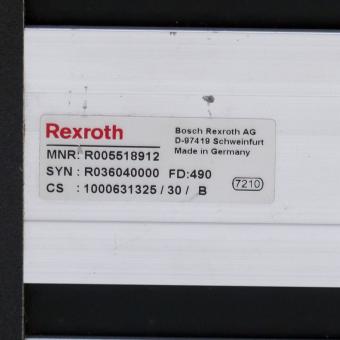 Rexroth
Bosch Rexroth AG
D-97419 Schweinfurt
Made in Germany
MNR: R005518912
SYN : R036040000 FD:490
CS : 1000631325 / 30 / B
7210